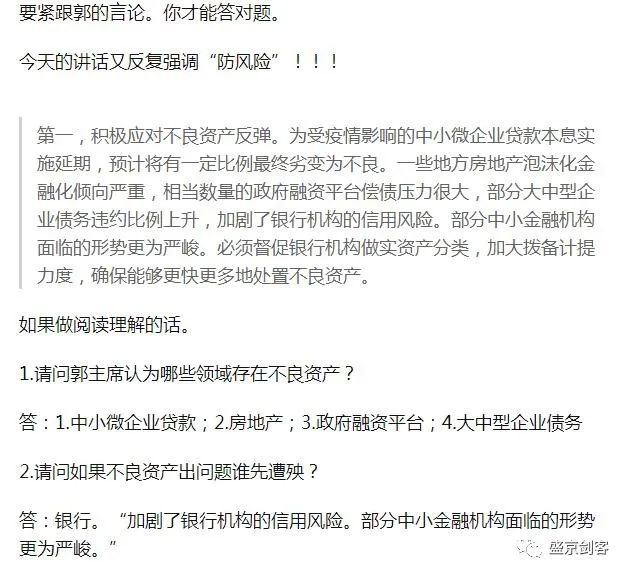 要紧跟郭的言论。你才能答对题。
今天的讲话又反复强调“防风险”！！！
第一，积极应对不良资产反弹。为受疫情影响的中小微企业贷款本息实
施延期，预计将有一定比例最终劣变为不良。一些地方房地产泡沫化金
融化倾向严重，相当数量的政府融资平台偿债压力很大，部分大中型企
业债务违约比例上升，加剧了银行机构的信用风险。部分中小金融机构
面临的形势更为严峻。必须督促银行机构做实资产分类，加大拨备计提
力度，确保能够更快更多地处置不良资产。
如果做阅读理解的话。
1.请问郭主席认为哪些领域存在不良资产？
答：1.中小微企业贷款；2.房地产；3.政府融资平台；4.大中型企业债务
2.请问如果不良资产出问题谁先遭殃？
答：银行。“加剧了银行机构的信用风险。部分中小金融机构面临的形势
更为严峻。”
盛京剑客